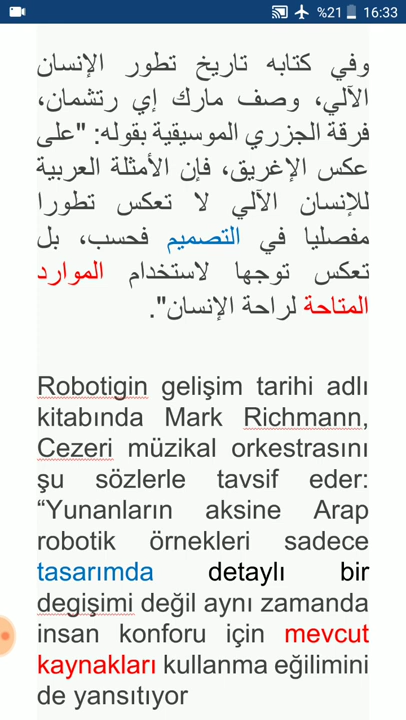 %21 16:33
وفي كتابه تاريخ تطور الإنسان
الآلي، وصف مارك إي رتشمان،
فرقة الجزري الموسيقية بقوله: "على
عكس الإغريق، فإن الأمثلة العربية
للإنسان الآلي لا تعكس تطورا
مفصليا في التصميم فحسب، بل
تعكس توجها لاستخدام الموارد
المتاحة لراحة الإنسان".
Robotigin gelişim tarihi adlı
kitabında Mark Richmann,
Cezeri müzikal orkestrasını
şu sözlerle tavsif eder:
“Yunanların aksine Arap
robotik örnekleri sadece
tasarımda detaylı bir
degişimi değil aynı zamanda
insan konforu için mevcut
kaynakları kullanma eğilimini
de yansıtıyor